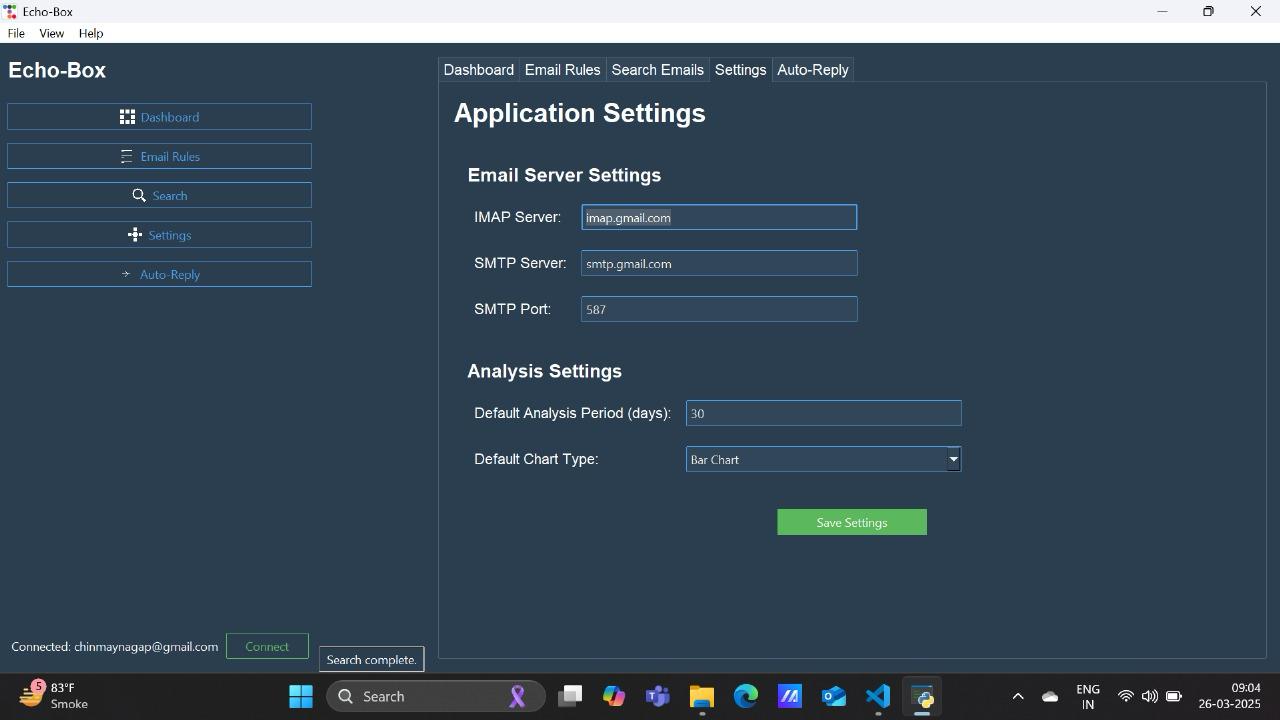 Echo-Box
File View Help
Echo-Box
Dashboard
Email Rules
Search
Settings
Auto-Reply
Dashboard Email Rules Search Emails Settings Auto-Reply
Application Settings
Email Server Settings
IMAP Server: imap.gmail.com
SMTP Server: smtp.gmail.com
SMTP Port: 587
Analysis Settings
Default Analysis Period (days): 30
Default Chart Type: Bar Chart
Save Settings
Connected: chinmaynagap@gmail.com Connect
Search complete.
5
83°F
Smoke
Search
ENG
IN
09:04
26-03-2025